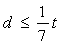 d ≤ 1/7 t